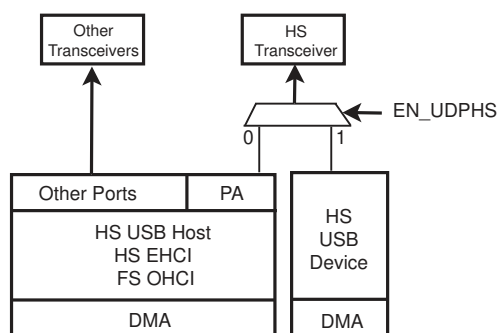 Other
Transceivers
HS
Transceiver
EN_UDPHS
0
1
Other Ports
PA
HS USB Host
HS EHCI
FS OHCI
DMA
HS
USB
Device
DMA